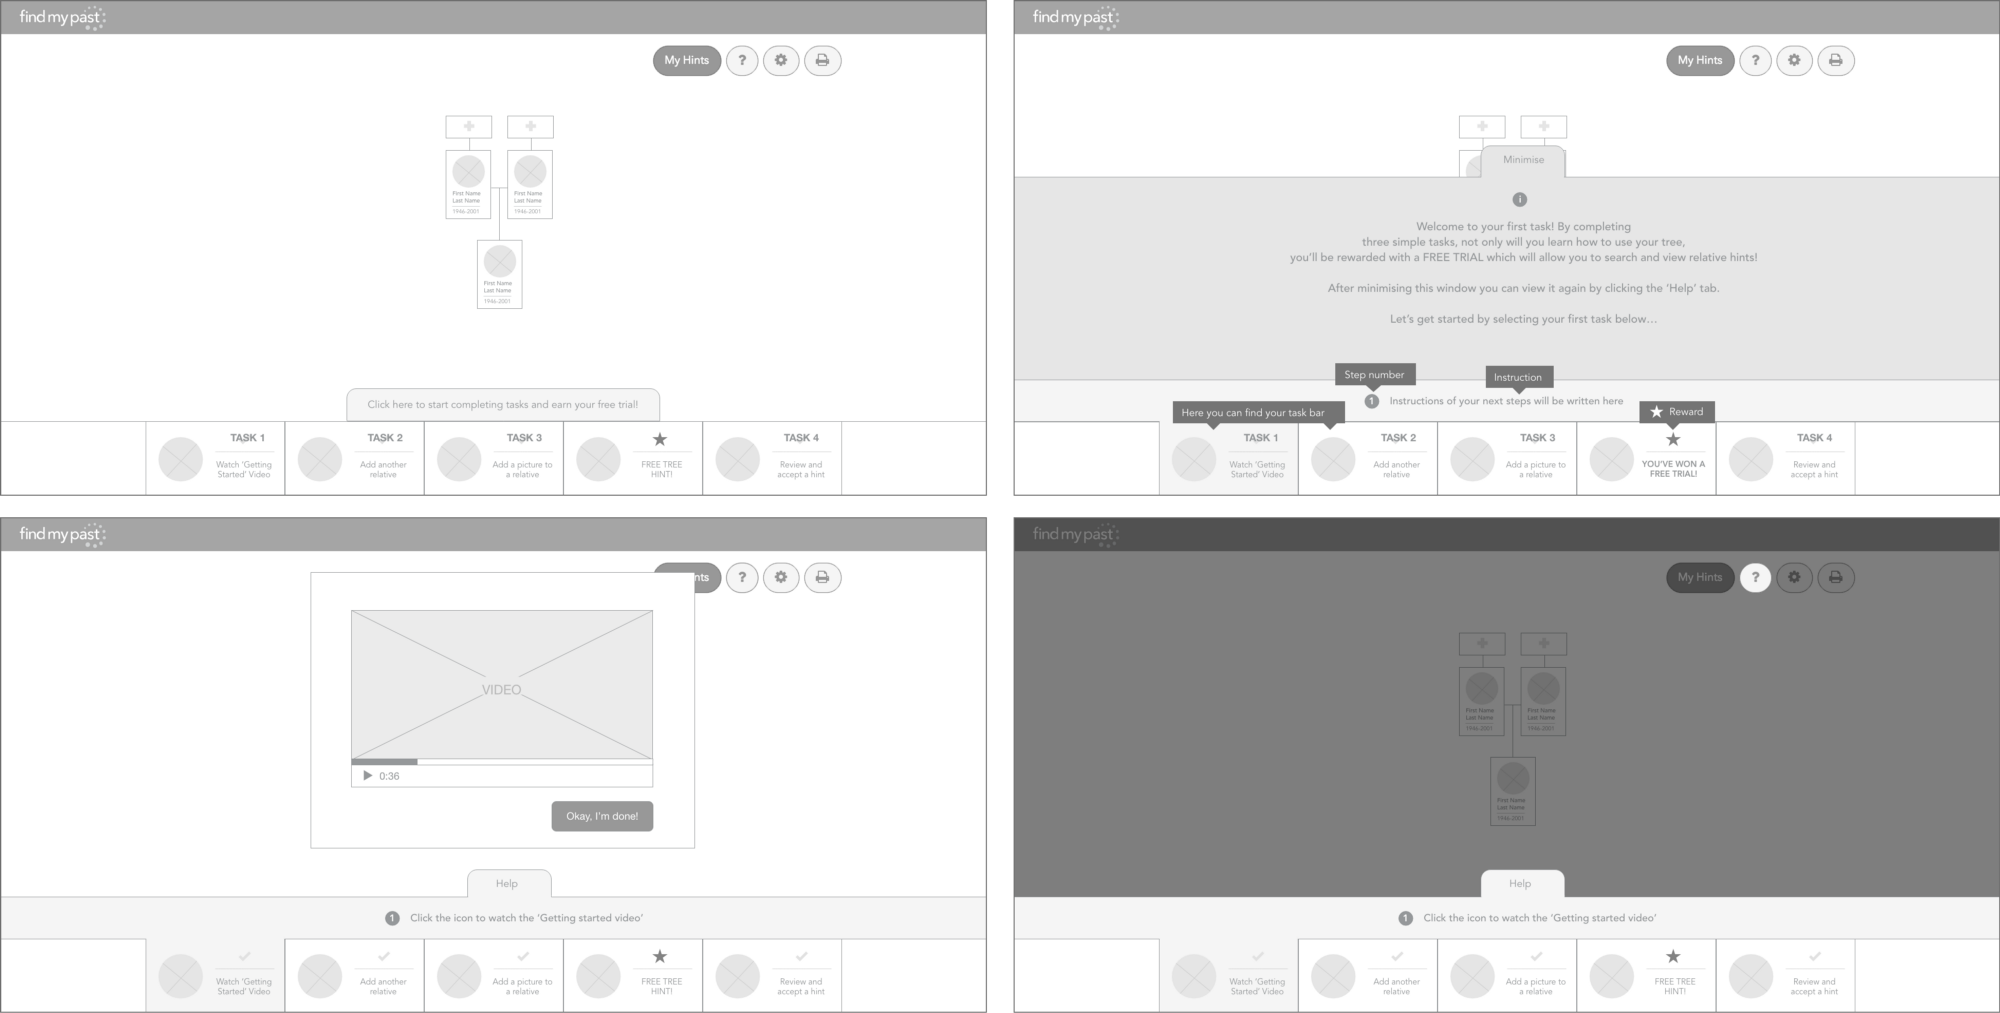 find my past
My Hints
?
First Name
Last Name
1946-2001
First Name
Last Name
1946-2001
First Name
Last Name
1946-2001
Click here to start completing tasks and earn your free trial!
TASK 1
Watch 'Getting
Started' Video
TASK 2
Add another
relative
TASK 3
Add a picture to
a relative
FREE TREE
HINT!
TASK 4
Review and
accept a hint
find my past
My Hints
?
Minimise
i
Welcome to your first task! By completing
three simple tasks, not only will you learn how to use your tree,
you'll be rewarded with a FREE TRIAL which will allow you to search and view relative hints!
After minimising this window you can view it again by clicking the 'Help' tab.
Let's get started by selecting your first task below...
Step number
Instruction
1 Instructions of your next steps will be written here
Here you can find your task bar
Reward
TASK 1
Watch 'Getting
Started' Video
TASK 2
Add another
relative
TASK 3
Add a picture to
a relative
YOU'VE WON A
FREE TRIAL!
TASK 4
Review and
accept a hint
find my past
nts
?
VIDEO
0:36
Okay, I'm done!
Help
1 Click the icon to watch the 'Getting started video'
Watch 'Getting
Started' Video
Add another
relative
Add a picture to
a relative
FREE TREE
HINT!
Review and
accept a hint
find my past
My Hints
?
First Name
Last Name
1946-2001
First Name
Last Name
1946-2001
First Name
Last Name
1946-2001
Help
1 Click the icon to watch the 'Getting started video'
Watch 'Getting
Started' Video
Add another
relative
Add a picture to
a relative
FREE TREE
HINT!
Review and
accept a hint